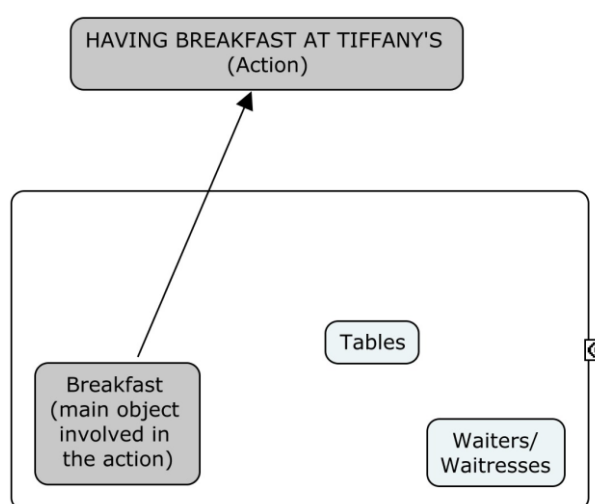 HAVING BREAKFAST AT TIFFANY'S
(Action)
Tables
Breakfast
(main object
involved in
the action)
Waiters/
Waitresses